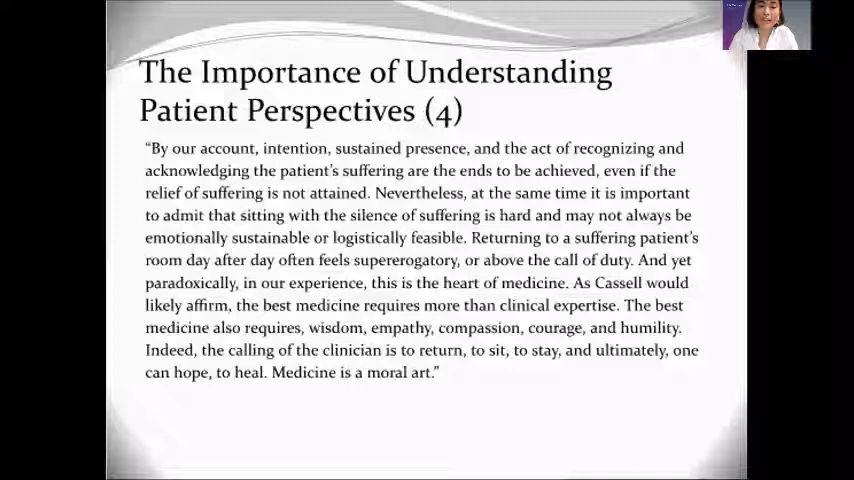 The Importance of Understanding
Patient Perspectives (4)
“By our account, intention, sustained presence, and the act of recognizing and
acknowledging the patient’s suffering are the ends to be achieved, even if the
relief of suffering is not attained. Nevertheless, at the same time it is important
to admit that sitting with the silence of suffering is hard and may not always be
emotionally sustainable or logistically feasible. Returning to a suffering patient’s
room day after day often feels supererogatory, or above the call of duty. And yet
paradoxically, in our experience, this is the heart of medicine. As Cassell would
likely affirm, the best medicine requires more than clinical expertise. The best
medicine also requires, wisdom, empathy, compassion, courage, and humility.
Indeed, the calling of the clinician is to return, to sit, to stay, and ultimately, one
can hope, to heal. Medicine is a moral art.”